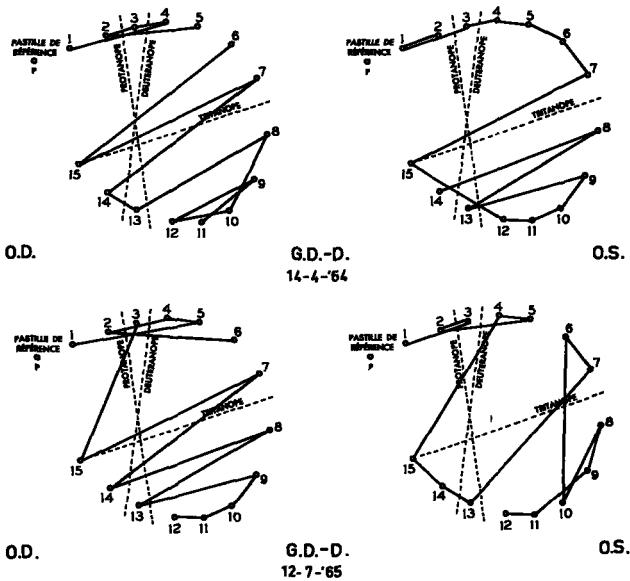 1 2 3 4 5
PASTILLE DE
RÉFÉRENCE
P
PROTANOPE
DEUTERANOPE
6
7
TRITANOPE
8
15
14
13
9
12 11 10
O.D.
1 2 3 4 5
PASTILLE DE
RÉFÉRENCE
P
PROTANOPE
DEUTERANOPE
6
7
TRITANOPE
8
15
14
13
9
12 11 10
O.S.
G.D.-D.
14-4-'64
1 2 3 4 5
PASTILLE DE
RÉFÉRENCE
P
PROTANOPE
DEUTERANOPE
6
7
TRITANOPE
8
15
14
13
9
12 11 10
O.D.
1 2 3 4 5
PASTILLE DE
RÉFÉRENCE
P
PROTANOPE
DEUTERANOPE
6
7
TRITANOPE
8
15
14
13
9
12 11 10
O.S.
G.D.-D.
12-7-'65